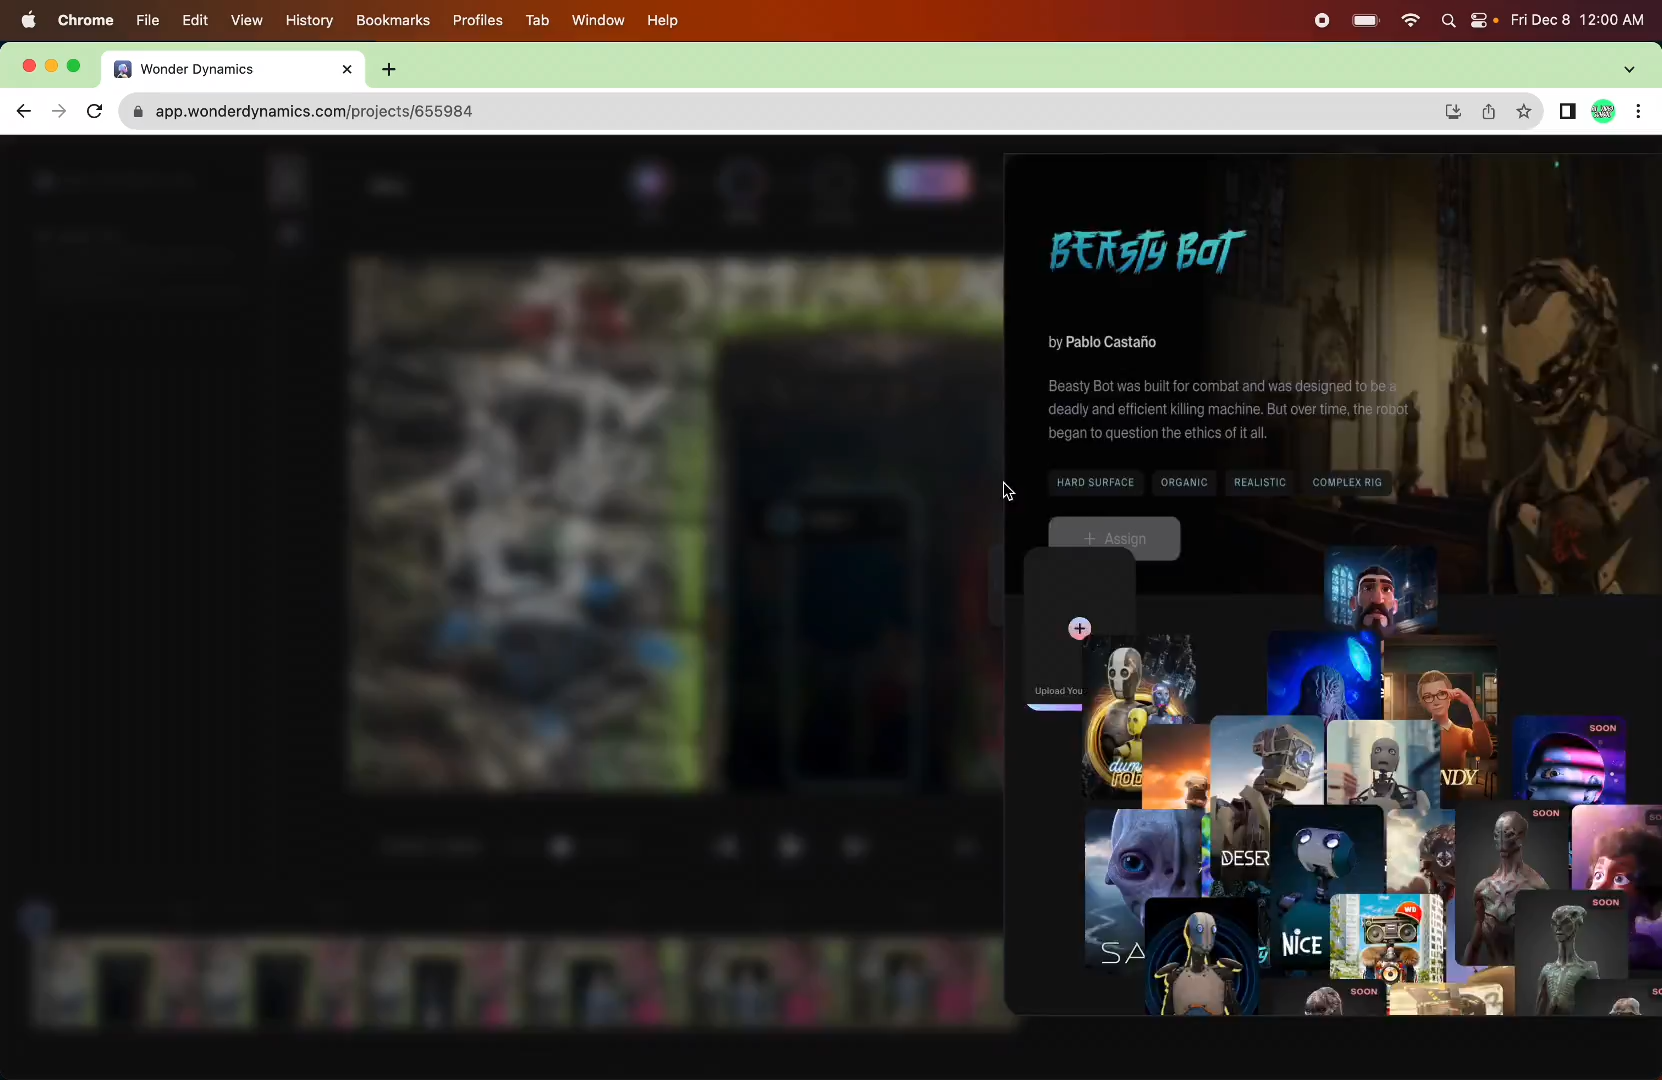 Chrome File Edit View History Bookmarks Profiles Tab Window Help Fri Dec 8 12:00 AM
Wonder Dynamics
app.wonderdynamics.com/projects/655984
BEASTY BOT
by Pablo Castaño
Beasty Bot was built for combat and was designed to be a
deadly and efficient killing machine. But over time, the robot
began to question the ethics of it all.
HARD SURFACE ORGANIC REALISTIC COMPLEX RIG
+ Assign
Upload You
SOON
SOON
DESER
NICE
SA
WD
SOON
SOON